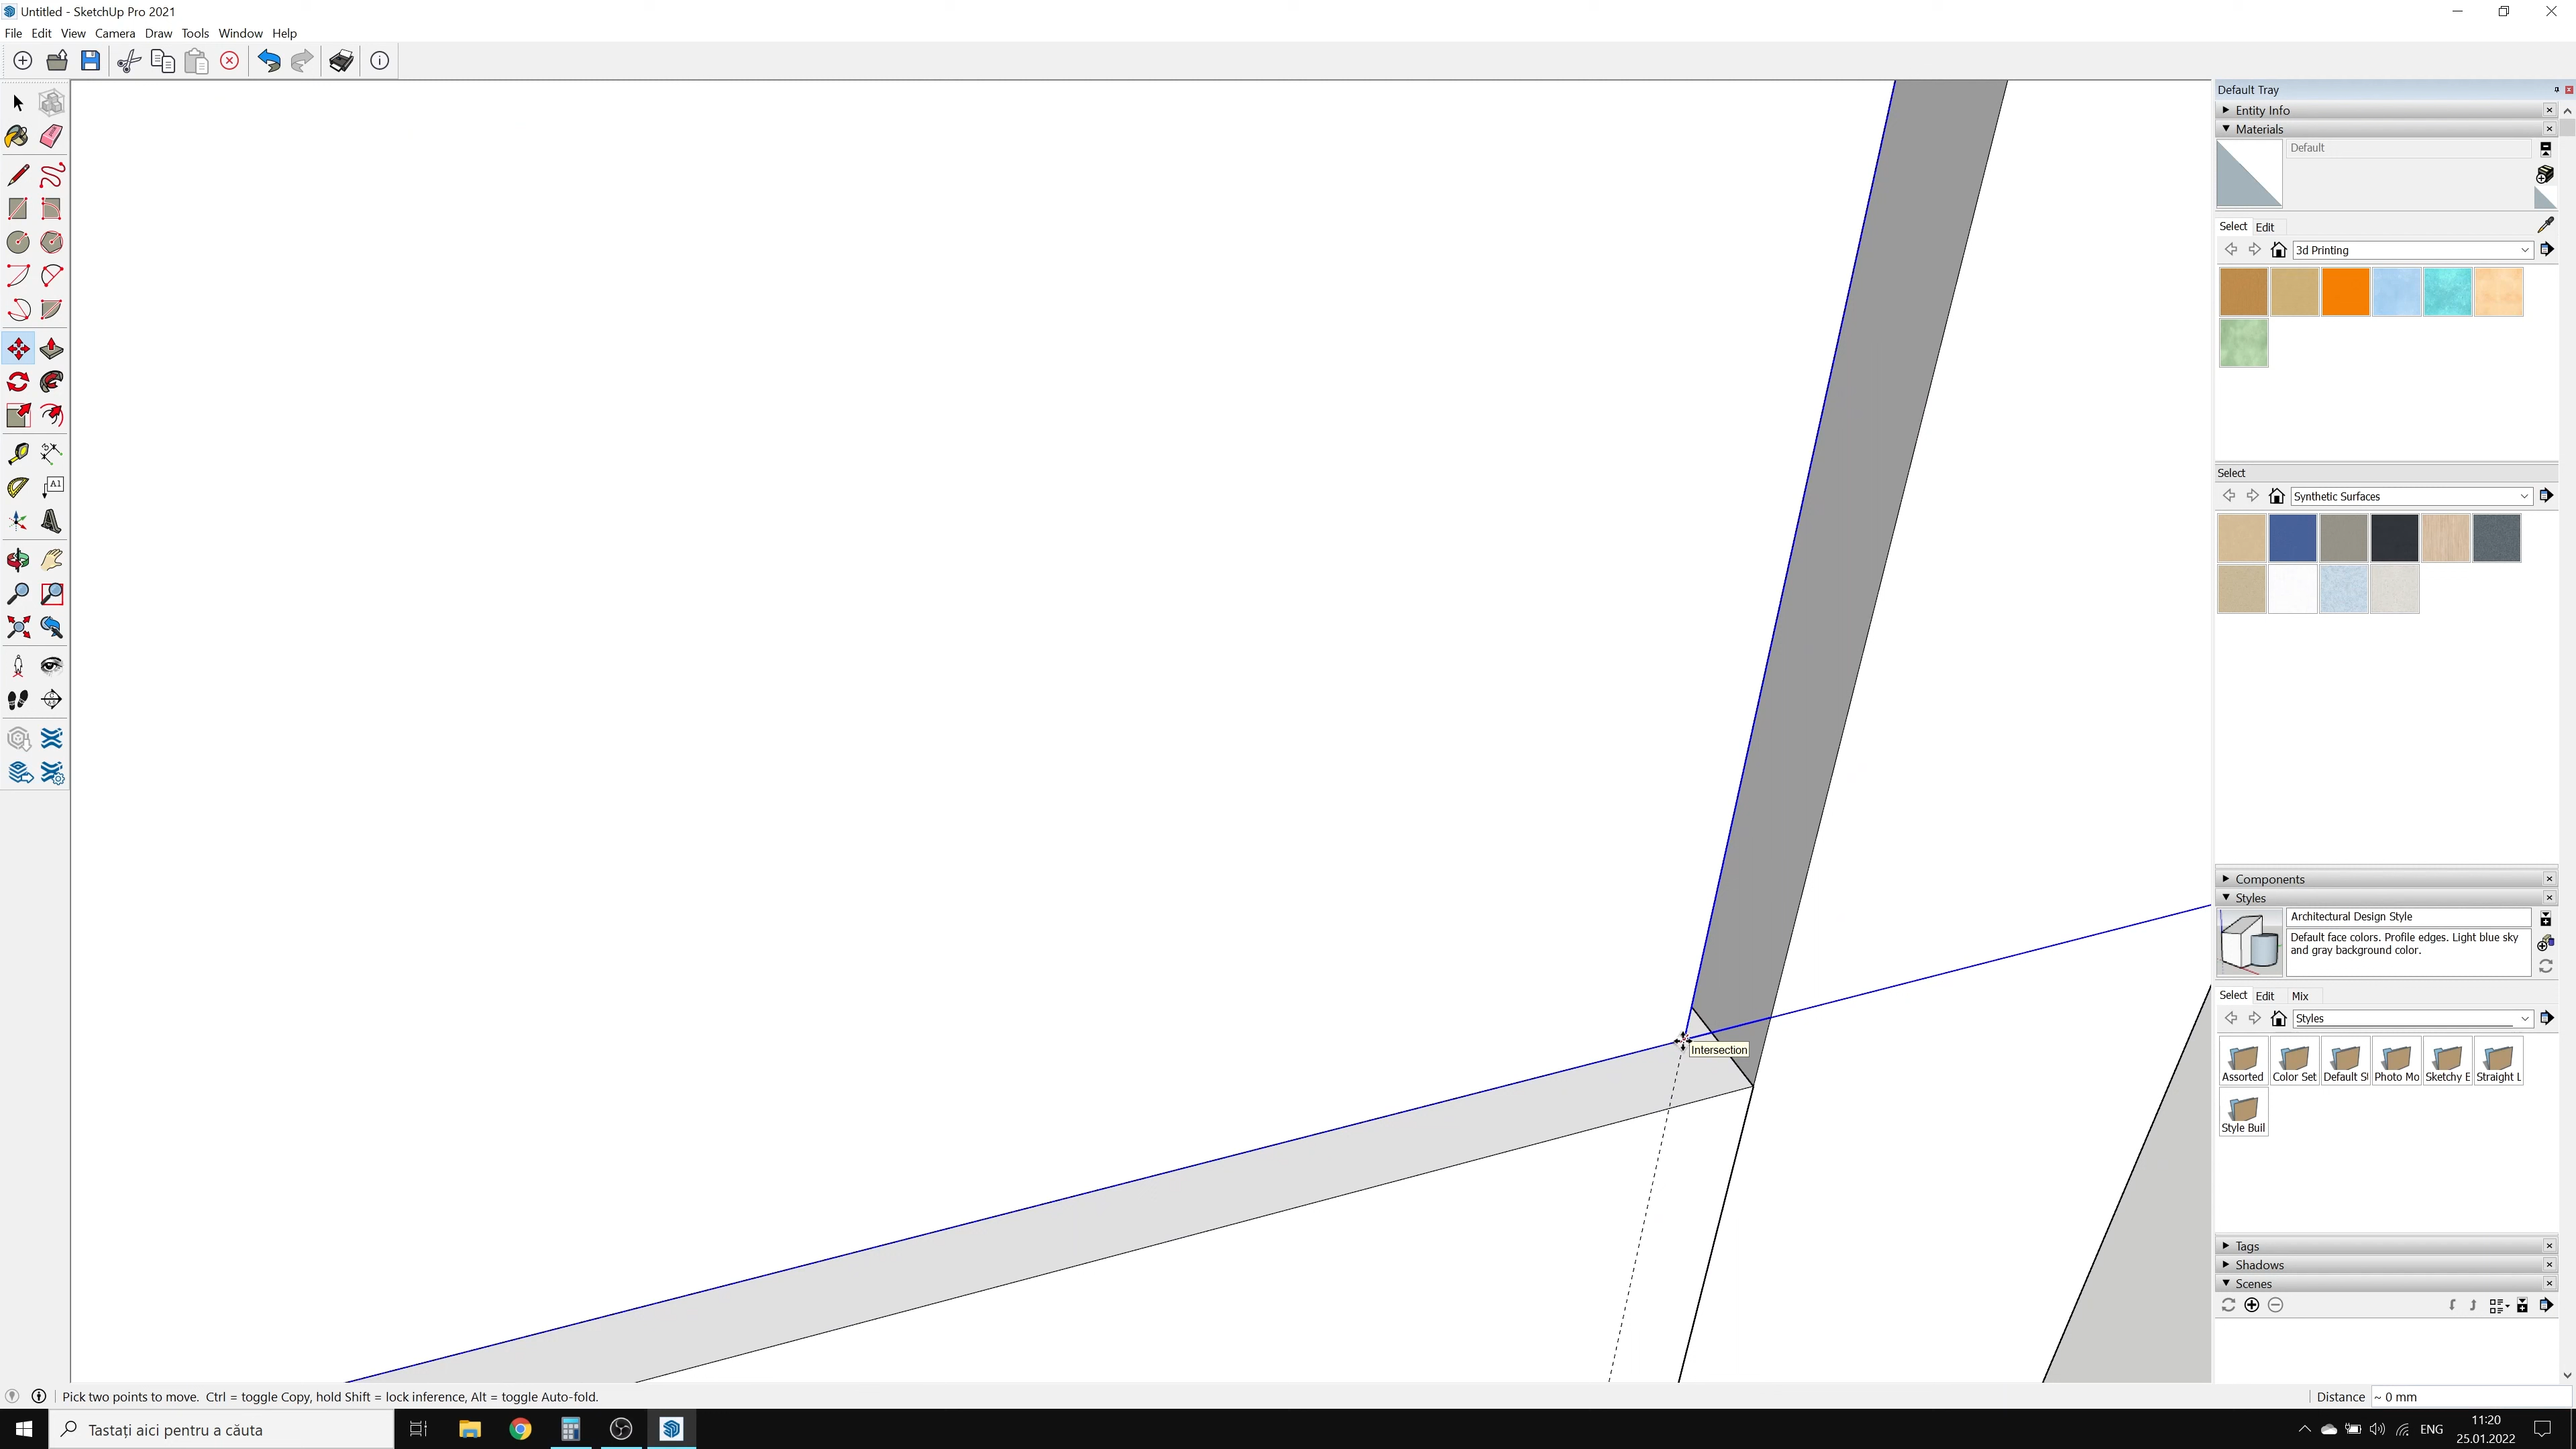 Untitled - SketchUp Pro 2021
File Edit View Camera Draw Tools Window Help
Default Tray
Entity Info
Materials
Default
Select Edit
3d Printing
Select
Synthetic Surfaces
Components
Styles
Architectural Design Style
Default face colors. Profile edges. Light blue sky
and gray background color.
Select Edit Mix
Styles
Assorted Color Set Default S Photo Mo Sketchy E Straight L
Style Buil
Tags
Shadows
Scenes
A1
Intersection
Pick two points to move. Ctrl = toggle Copy, hold Shift = lock inference, Alt = toggle Auto-fold.
Distance ~ 0 mm
Tastați aici pentru a căuta
ENG
11:20
25.01.2022